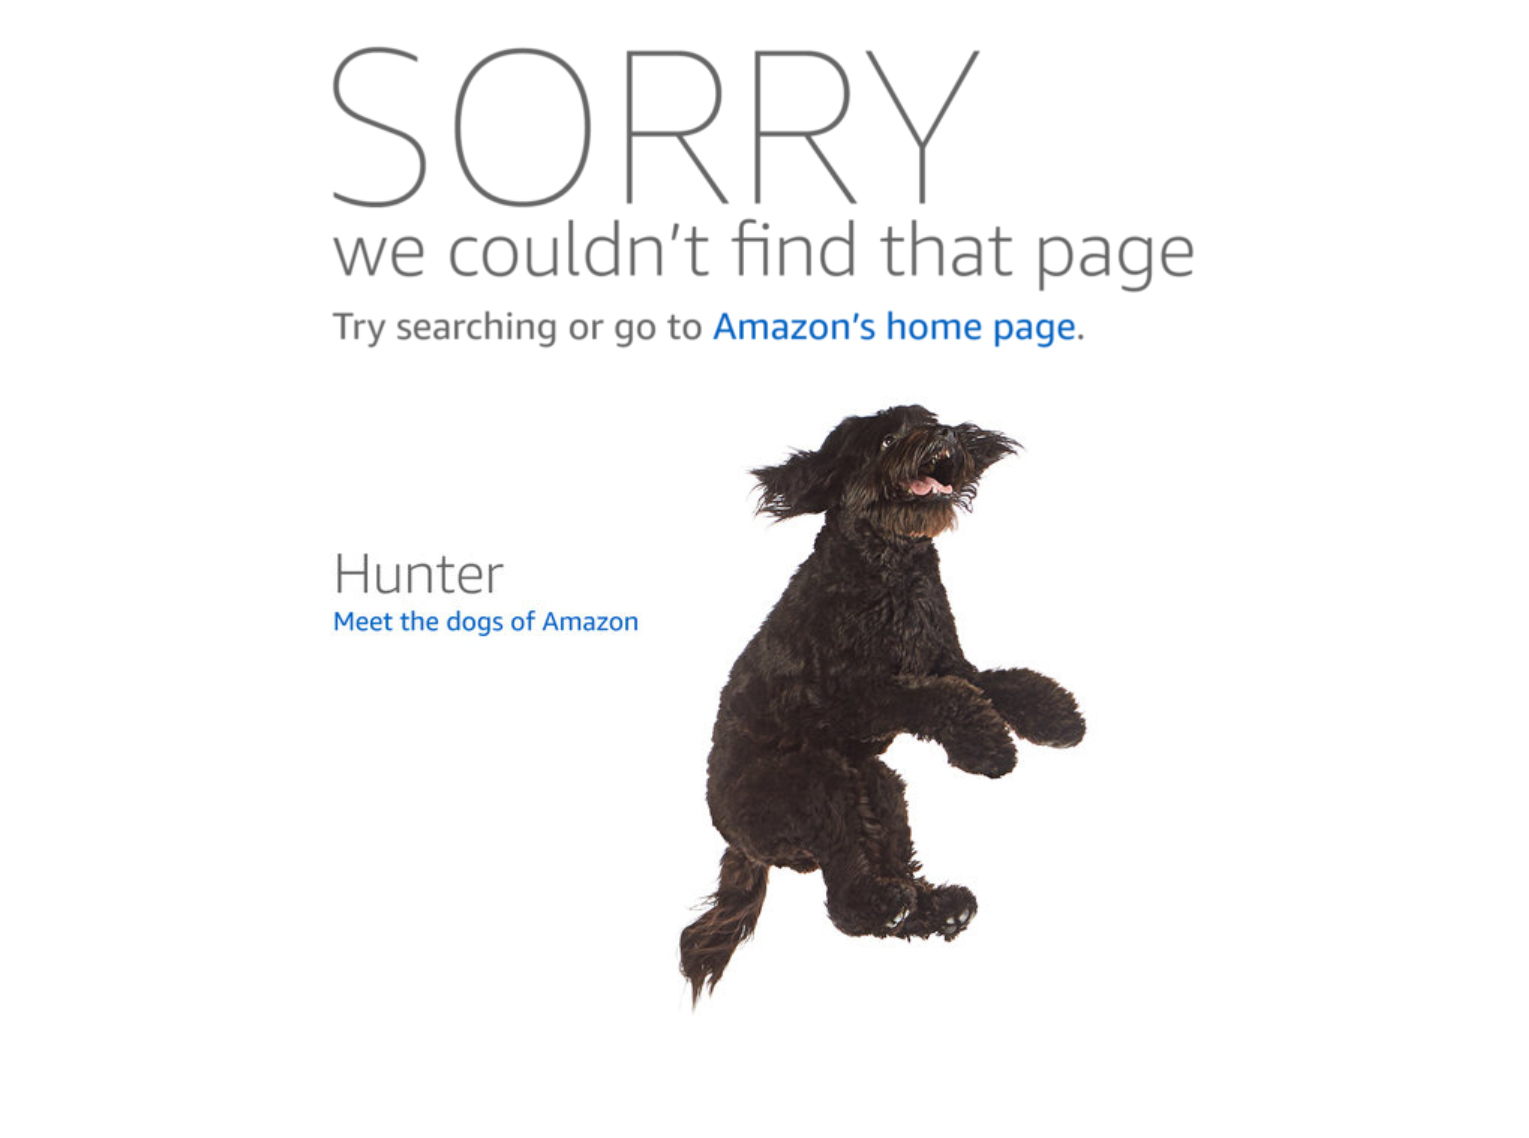 SORRY
we couldn't find that page
Try searching or go to Amazon's home page.
Hunter
Meet the dogs of Amazon